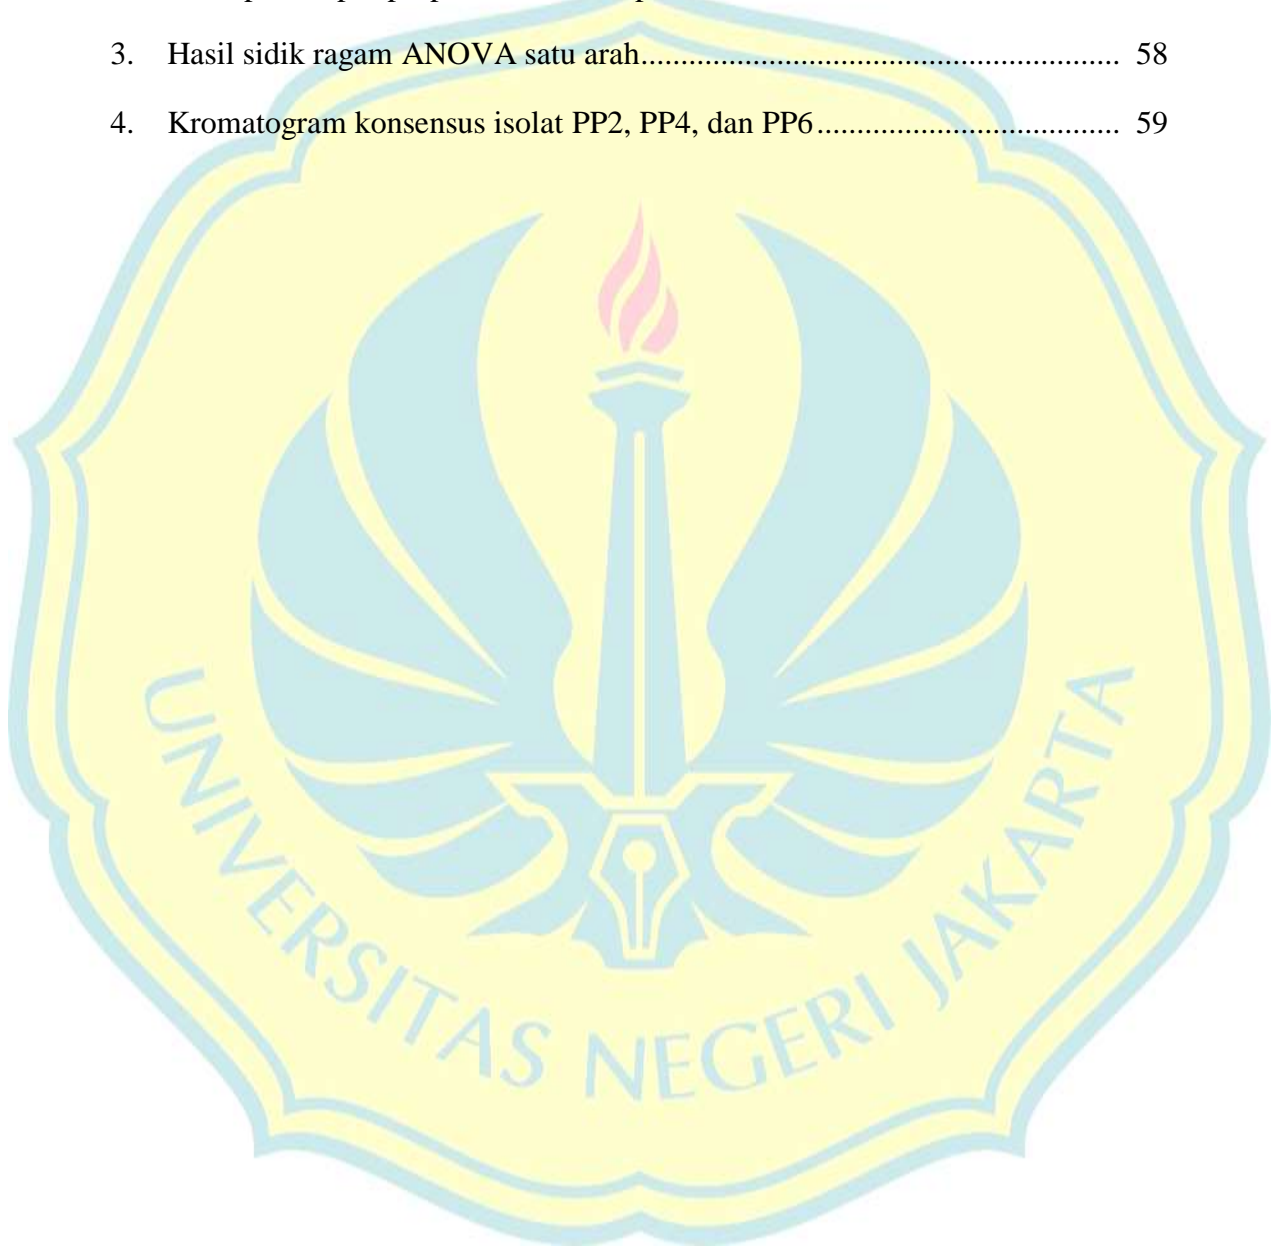 3. Hasil sidik ragam ANOVA satu arah............................................................ 58
4. Kromatogram konsensus isolat PP2, PP4, dan PP6...................................... 59
UNIVERSITAS NEGERI JAKARTA